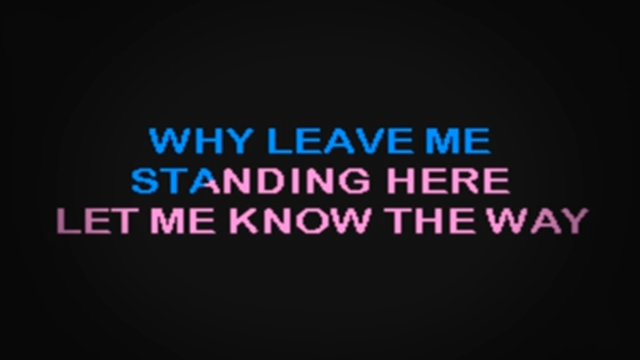 WHY LEAVE ME
STANDING HERE
LET ME KNOW THE WAY